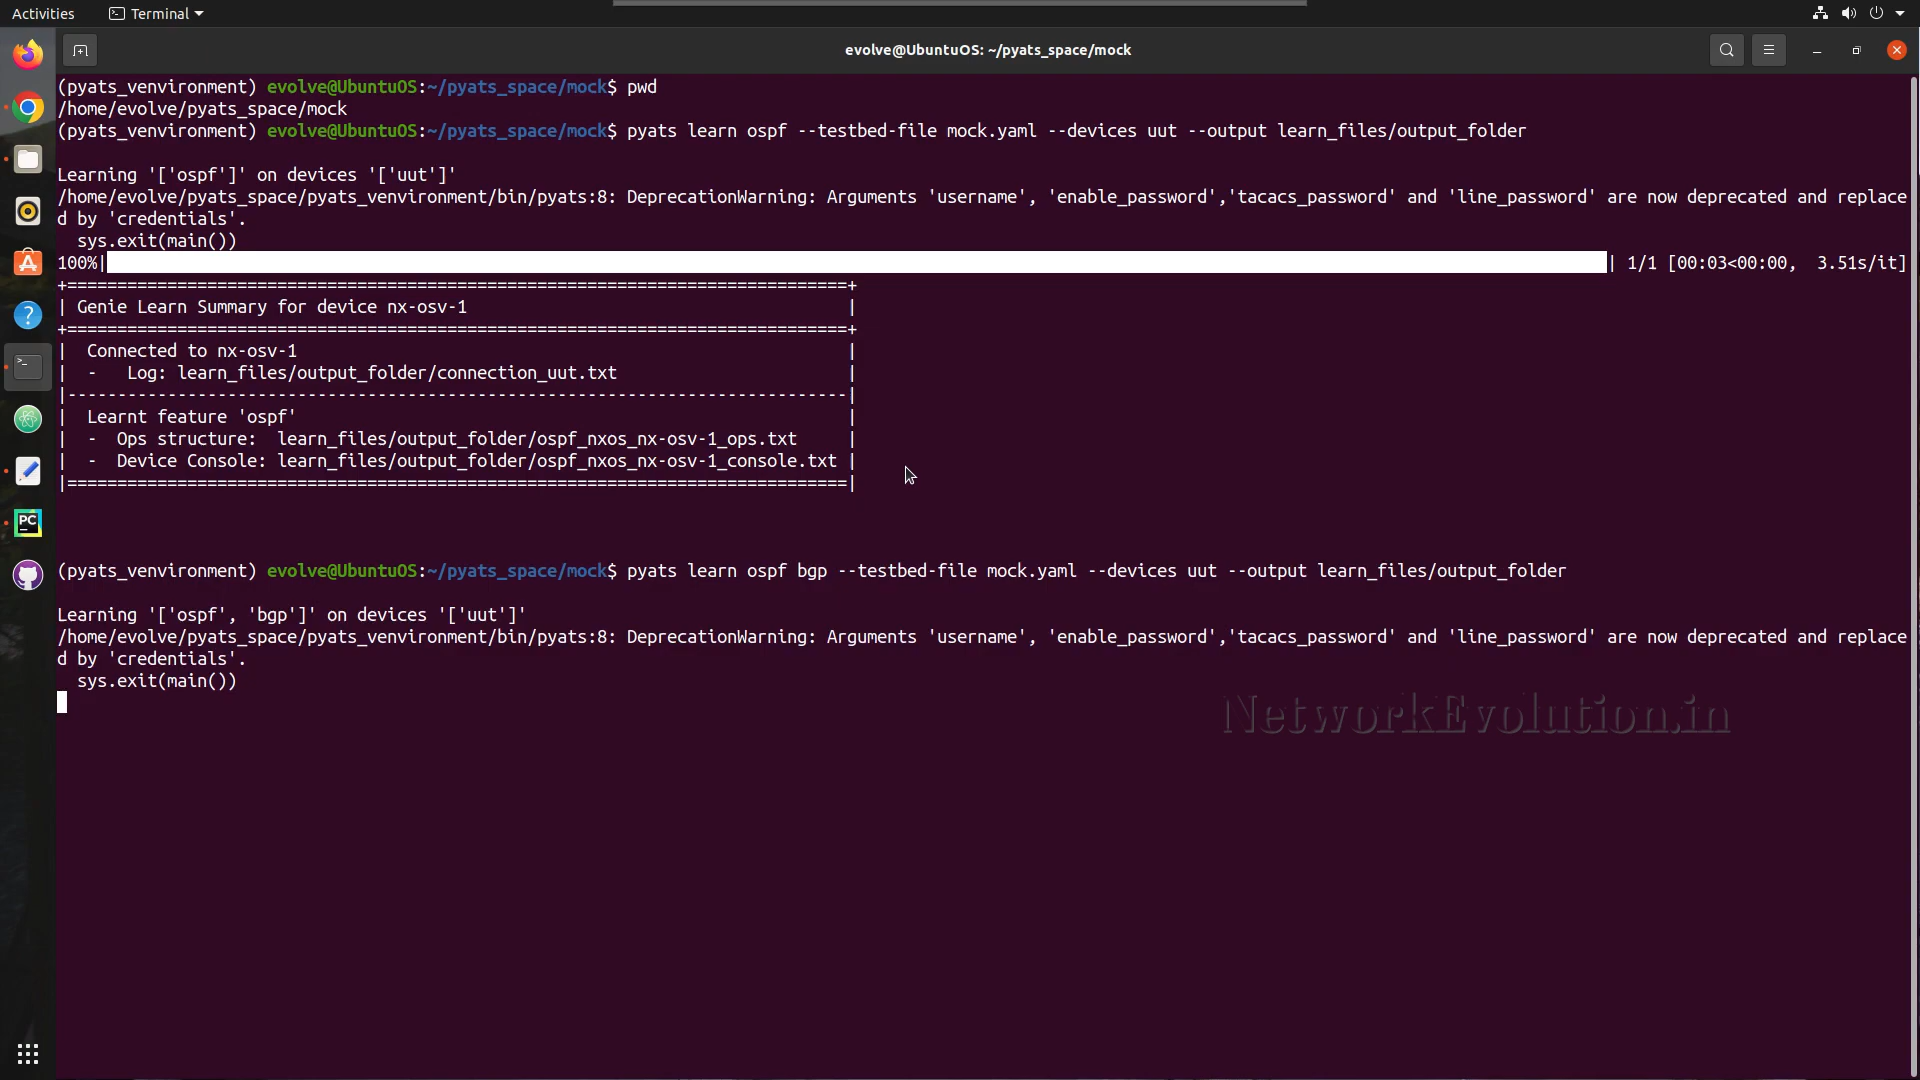 Activities
Terminal
evolve@UbuntuOS: ~/pyats_space/mock
(pyats_venvironment) evolve@UbuntuOS:~/pyats_space/mock$ pwd
/home/evolve/pyats_space/mock
(pyats_venvironment) evolve@UbuntuOS:~/pyats_space/mock$ pyats learn ospf --testbed-file mock.yaml --devices uut --output learn_files/output_folder
Learning '['ospf']' on devices '['uut']'
/home/evolve/pyats_space/pyats_venvironment/bin/pyats:8: DeprecationWarning: Arguments 'username', 'enable_password','tacacs_password' and 'line_password' are now deprecated and replace
d by 'credentials'.
  sys.exit(main())
100%|                                                                                | 1/1 [00:03<00:00,  3.51s/it]
+==============================================================================+
| Genie Learn Summary for device nx-osv-1                                      |
+==============================================================================+
|  Connected to nx-osv-1                                                       |
|  -   Log: learn_files/output_folder/connection_uut.txt                       |
|------------------------------------------------------------------------------|
|  Learnt feature 'ospf'                                                       |
|  -  Ops structure:  learn_files/output_folder/ospf_nxos_nx-osv-1_ops.txt     |
|  -  Device Console: learn_files/output_folder/ospf_nxos_nx-osv-1_console.txt |
|==============================================================================|
(pyats_venvironment) evolve@UbuntuOS:~/pyats_space/mock$ pyats learn ospf bgp --testbed-file mock.yaml --devices uut --output learn_files/output_folder
Learning '['ospf', 'bgp']' on devices '['uut']'
/home/evolve/pyats_space/pyats_venvironment/bin/pyats:8: DeprecationWarning: Arguments 'username', 'enable_password','tacacs_password' and 'line_password' are now deprecated and replace
d by 'credentials'.
  sys.exit(main())
NetworkEvolution.in
PC